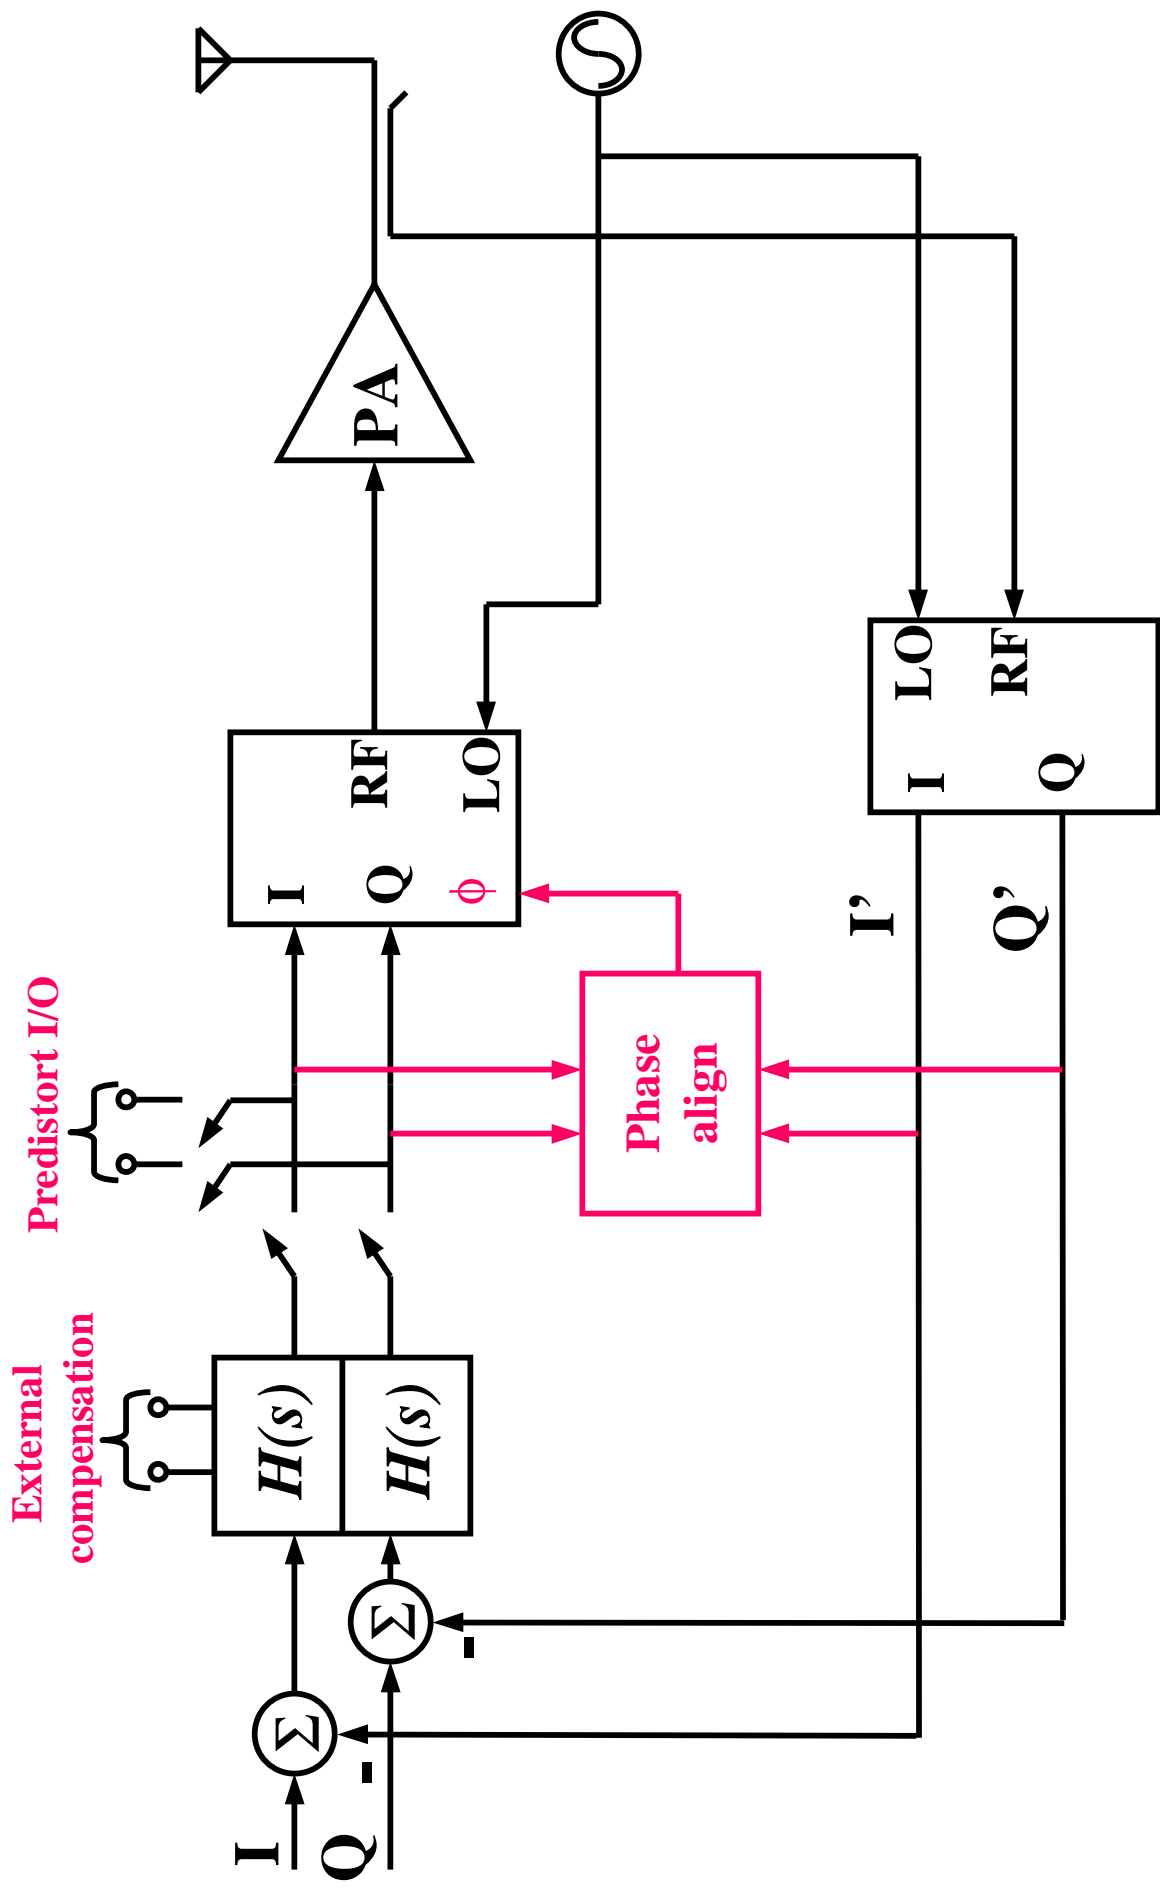 External
compensation
Predistort I/O
I
Q
Σ
Σ
-
-
H(s)
H(s)
I
Q
ϕ
RF
LO
PA
Phase
align
I’
Q’
I
Q
LO
RF